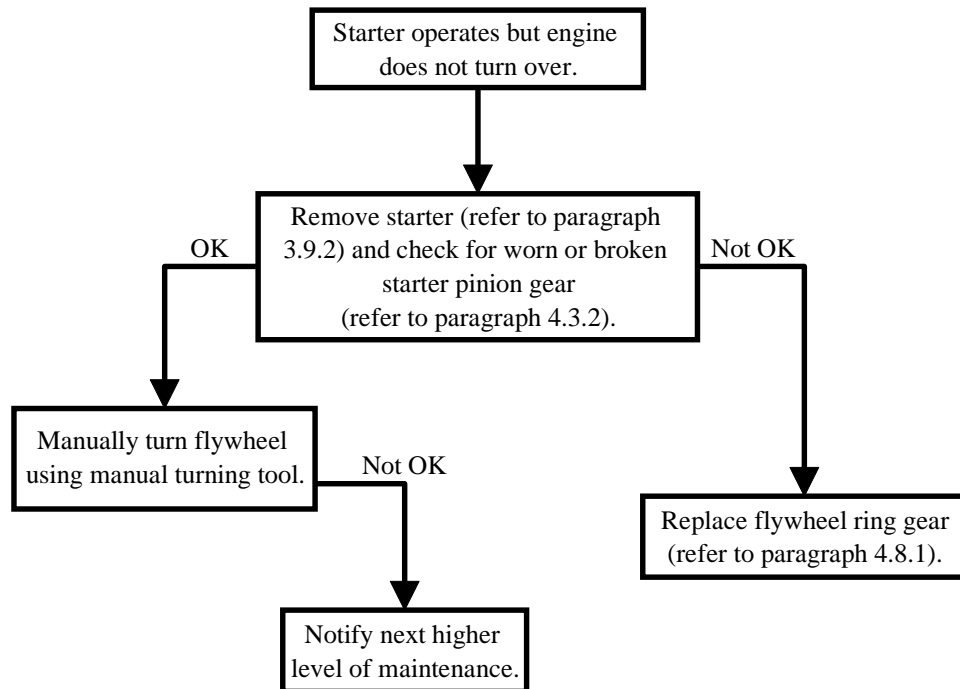 Starter operates but engine
does not turn over.
Remove starter (refer to paragraph
3.9.2) and check for worn or broken
starter pinion gear
(refer to paragraph 4.3.2).
OK
Not OK
Manually turn flywheel
using manual turning tool.
Not OK
Replace flywheel ring gear
(refer to paragraph 4.8.1).
Notify next higher
level of maintenance.